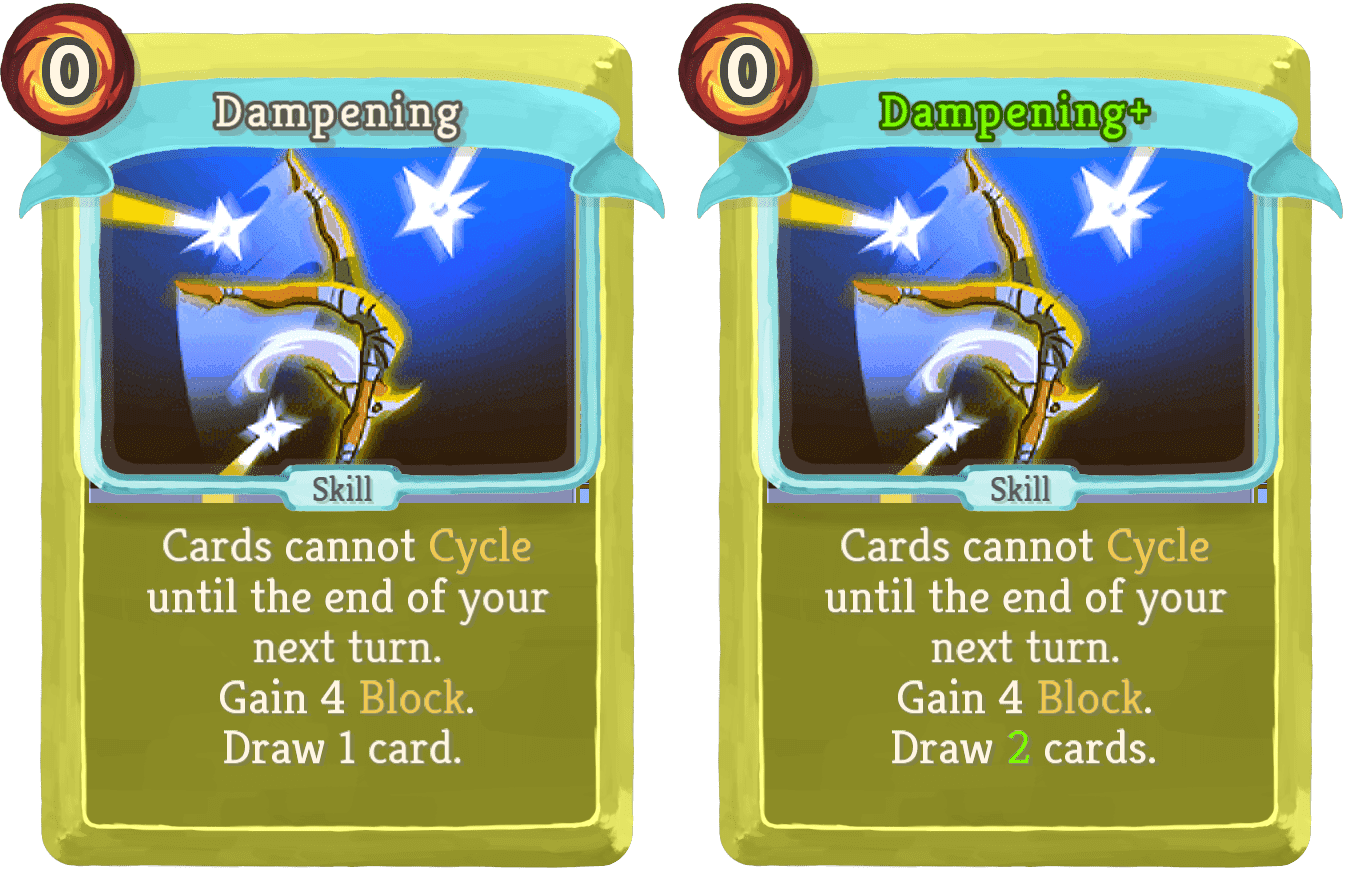 0
Dampening
Skill
Cards cannot Cycle
until the end of your
next turn.
Gain 4 Block.
Draw 1 card.
0
Dampening+
Skill
Cards cannot Cycle
until the end of your
next turn.
Gain 4 Block.
Draw 2 cards.